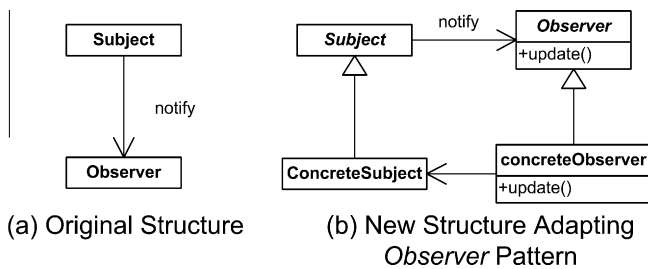 Subject
notify
Observer
(a) Original Structure
Subject
notify
Observer
+update()
ConcreteSubject
concreteObserver
+update()
(b) New Structure Adapting
Observer Pattern